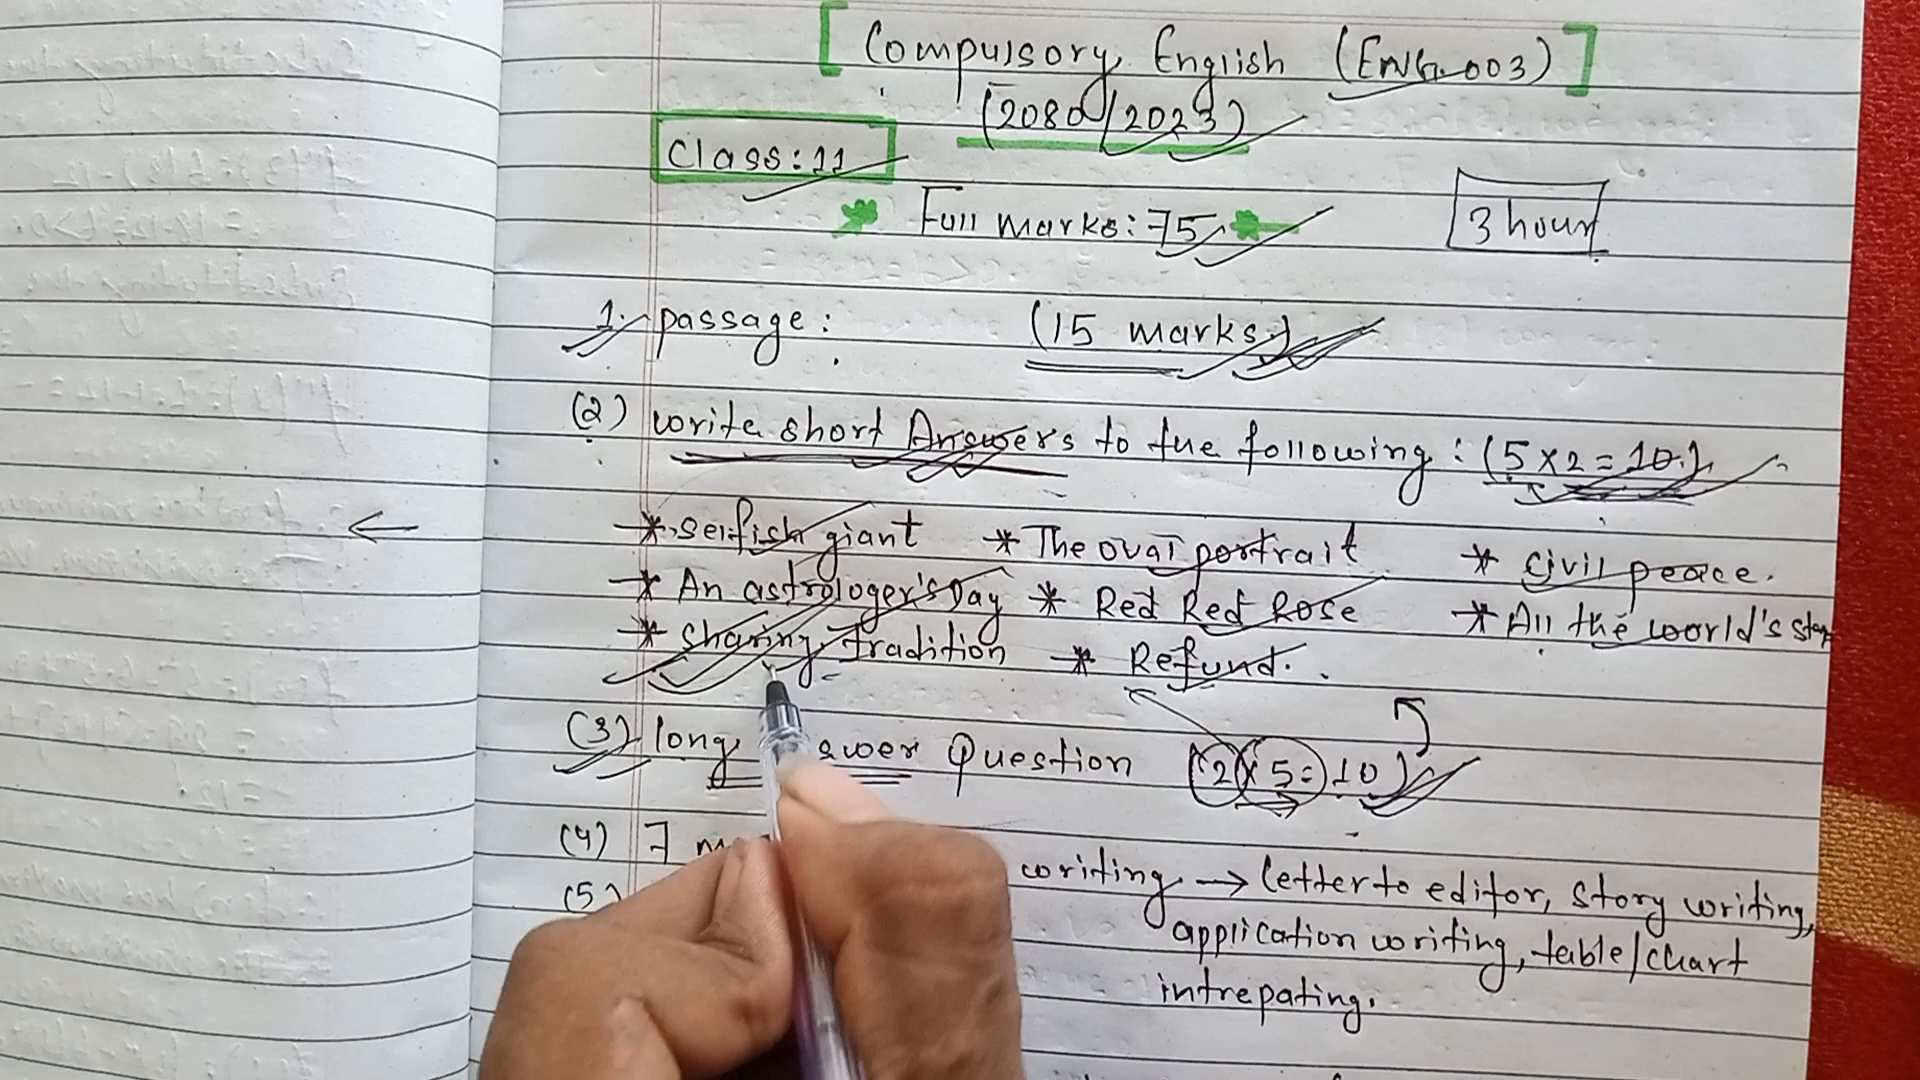 [Compulsory English (ENG.003)]
(2080/2023)
Class:11
Full marks:75
3 hour
1. passage: (15 marks)
(2) write short Answers to the following: (5x2=10)
* selfish giant * The oval portrait * civil peace.
* An astrologer's Day * Red Red Rose * All the world's
* sharing tradition * Refund.
(3) long Question (2x5=10)
(4) 7
(5) writing → letter to editor, story writing,
application writing, table/chart
intrepating.